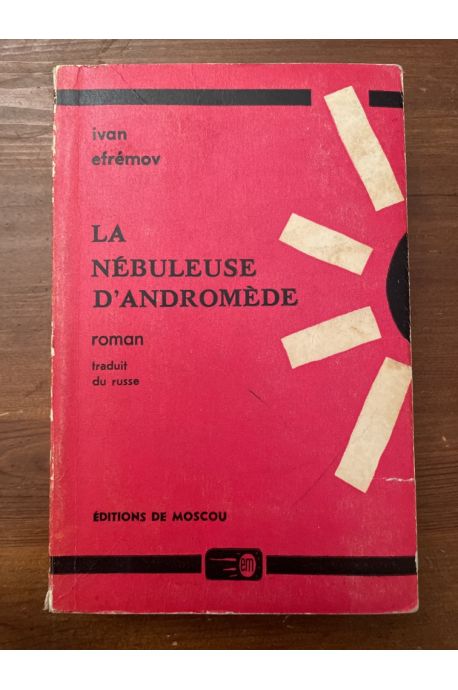 ivan
efrémov
LA
NÉBULEUSE
D'ANDROMÈDE
roman
traduit
du russe
ÉDITIONS DE MOSCOU
em